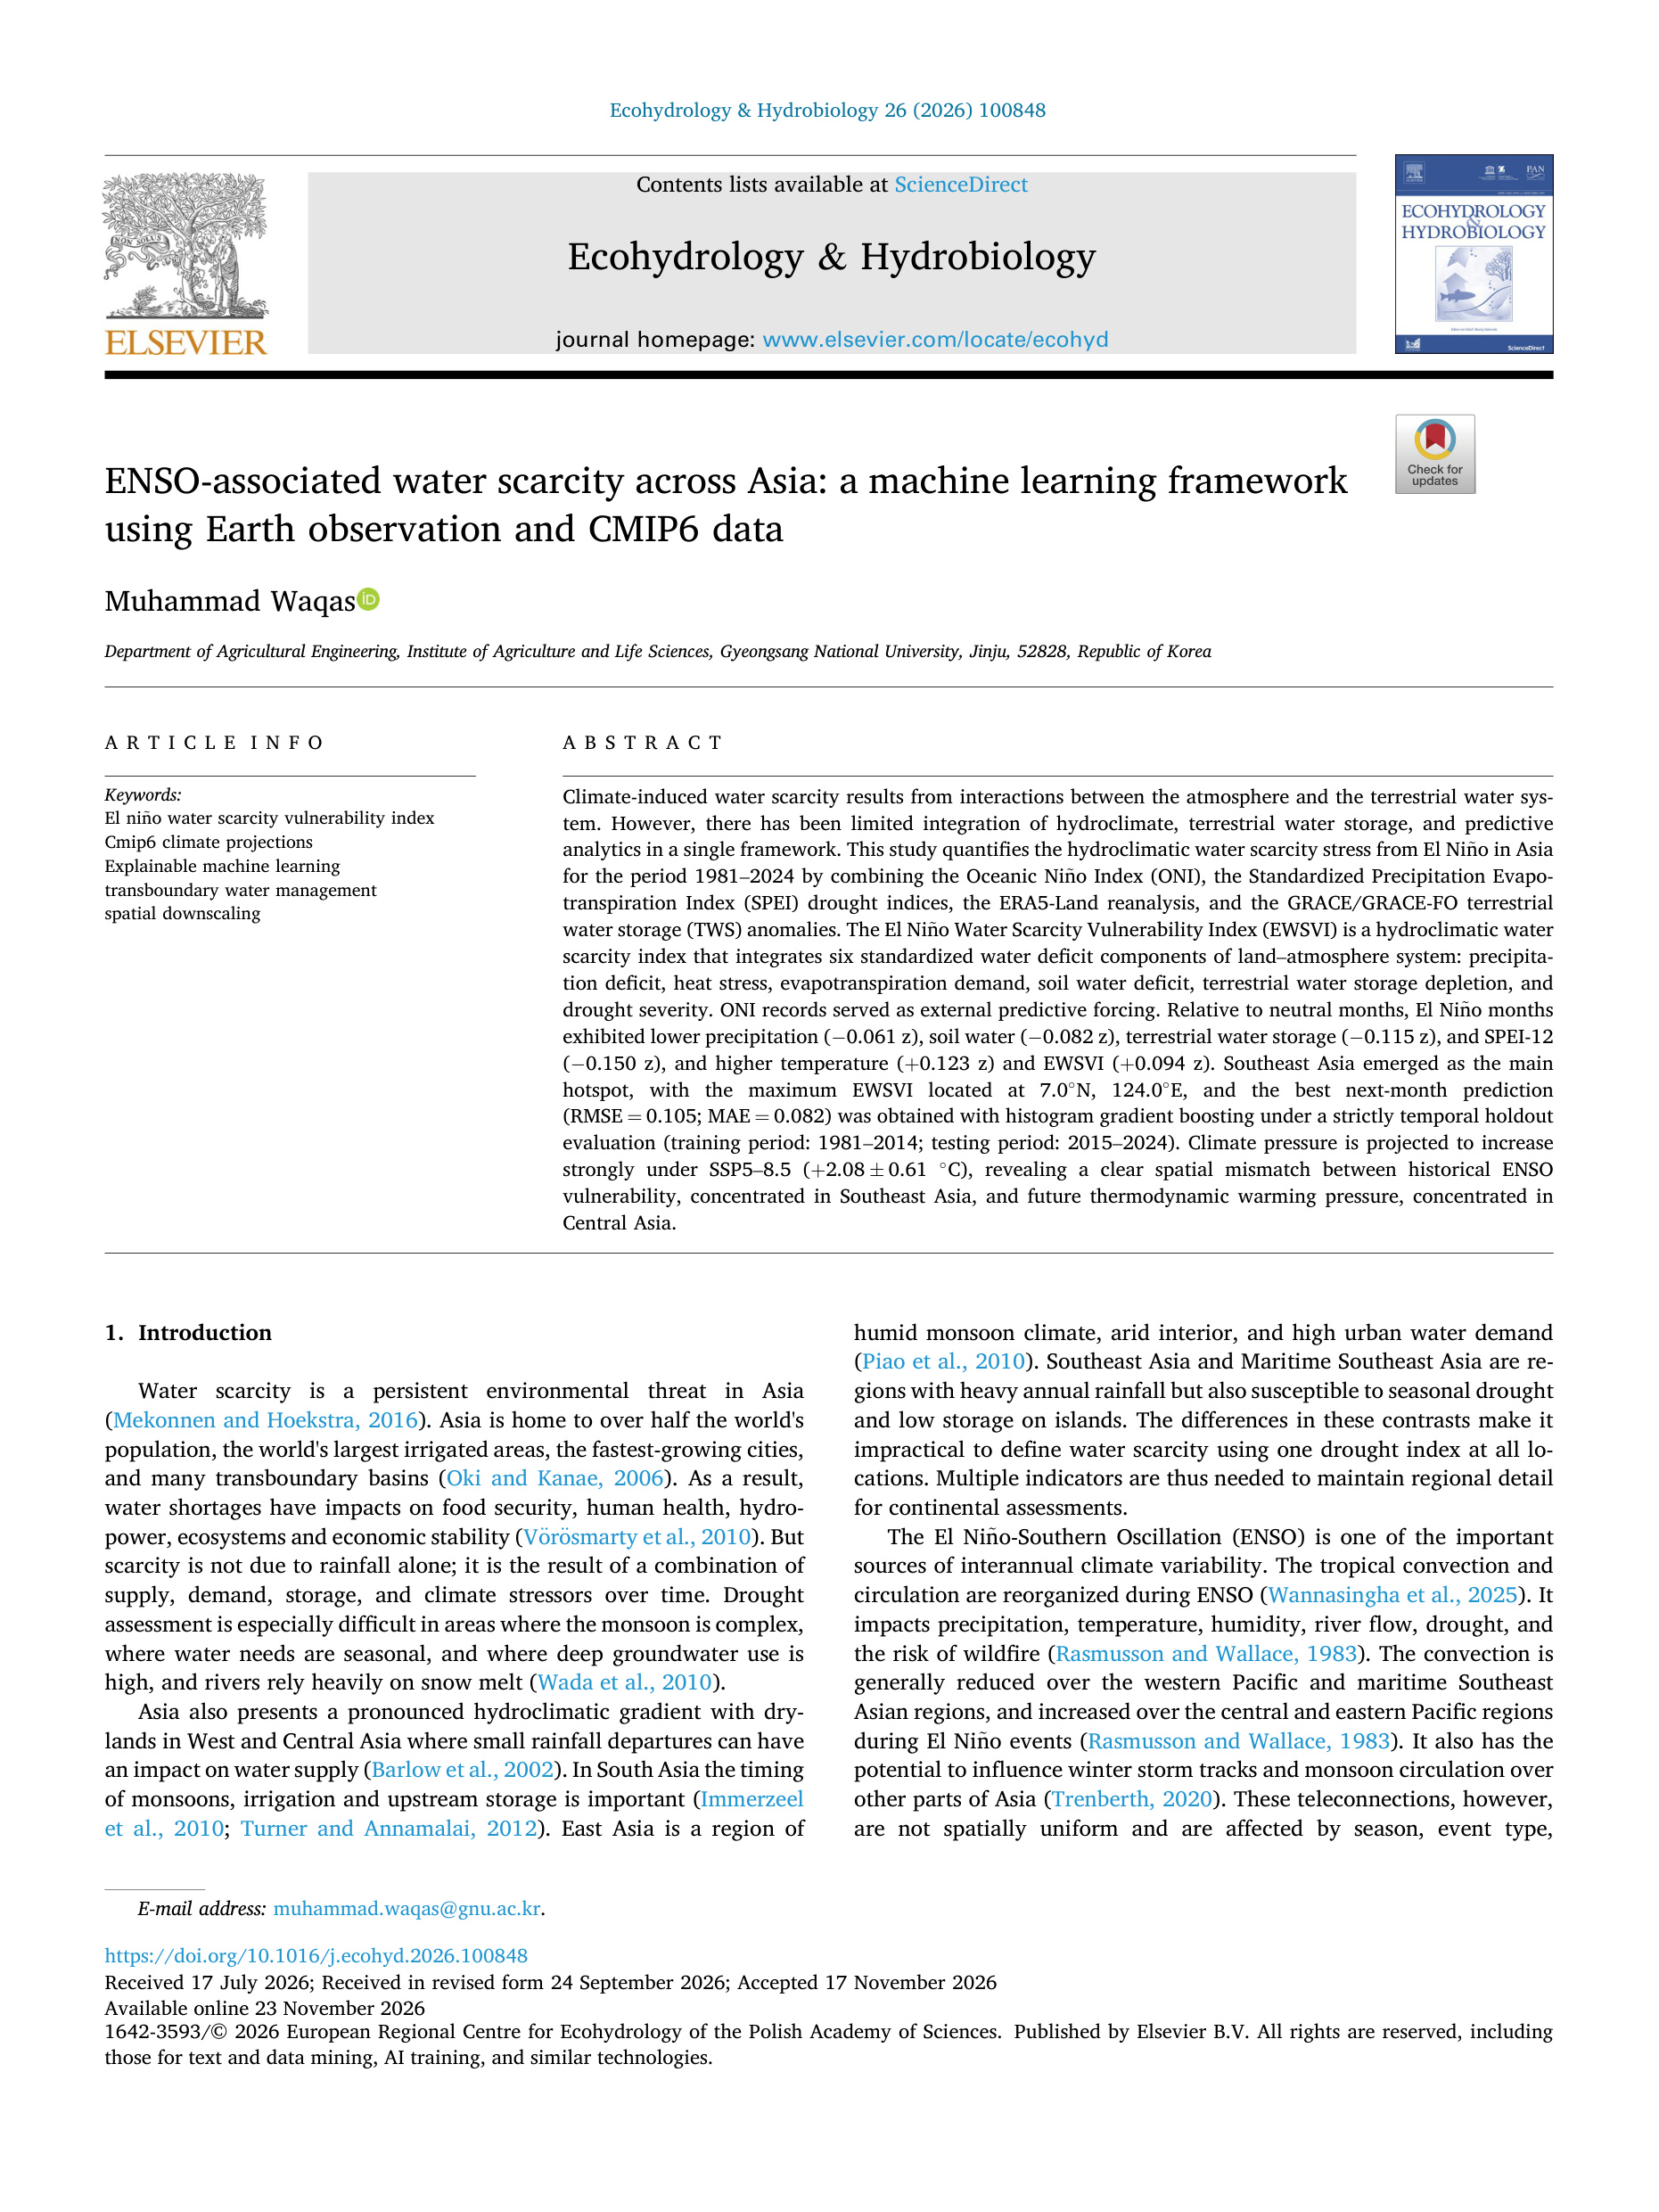 Ecohydrology & Hydrobiology 26 (2026) 100848
Contents lists available at ScienceDirect
Ecohydrology & Hydrobiology
journal homepage: www.elsevier.com/locate/ecohyd
NON SOLUS
ELSEVIER
ELSEVIER
PAN
ECOHYDROLOGY
&
HYDROBIOLOGY
ScienceDirect
Check for
updates
ENSO-associated water scarcity across Asia: a machine learning framework
using Earth observation and CMIP6 data
Muhammad Waqas iD
Department of Agricultural Engineering, Institute of Agriculture and Life Sciences, Gyeongsang National University, Jinju, 52828, Republic of Korea
ARTICLE INFO
Keywords:
El niño water scarcity vulnerability index
Cmip6 climate projections
Explainable machine learning
transboundary water management
spatial downscaling
ABSTRACT
Climate-induced water scarcity results from interactions between the atmosphere and the terrestrial water sys-
tem. However, there has been limited integration of hydroclimate, terrestrial water storage, and predictive
analytics in a single framework. This study quantifies the hydroclimatic water scarcity stress from El Niño in Asia
for the period 1981–2024 by combining the Oceanic Niño Index (ONI), the Standardized Precipitation Evapo-
transpiration Index (SPEI) drought indices, the ERA5-Land reanalysis, and the GRACE/GRACE-FO terrestrial
water storage (TWS) anomalies. The El Niño Water Scarcity Vulnerability Index (EWSVI) is a hydroclimatic water
scarcity index that integrates six standardized water deficit components of land–atmosphere system: precipita-
tion deficit, heat stress, evapotranspiration demand, soil water deficit, terrestrial water storage depletion, and
drought severity. ONI records served as external predictive forcing. Relative to neutral months, El Niño months
exhibited lower precipitation (−0.061 z), soil water (−0.082 z), terrestrial water storage (−0.115 z), and SPEI-12
(−0.150 z), and higher temperature (+0.123 z) and EWSVI (+0.094 z). Southeast Asia emerged as the main
hotspot, with the maximum EWSVI located at 7.0°N, 124.0°E, and the best next-month prediction
(RMSE = 0.105; MAE = 0.082) was obtained with histogram gradient boosting under a strictly temporal holdout
evaluation (training period: 1981–2014; testing period: 2015–2024). Climate pressure is projected to increase
strongly under SSP5–8.5 (+2.08 ± 0.61 °C), revealing a clear spatial mismatch between historical ENSO
vulnerability, concentrated in Southeast Asia, and future thermodynamic warming pressure, concentrated in
Central Asia.
1. Introduction
Water scarcity is a persistent environmental threat in Asia
(Mekonnen and Hoekstra, 2016). Asia is home to over half the world's
population, the world's largest irrigated areas, the fastest-growing cities,
and many transboundary basins (Oki and Kanae, 2006). As a result,
water shortages have impacts on food security, human health, hydro-
power, ecosystems and economic stability (Vörösmarty et al., 2010). But
scarcity is not due to rainfall alone; it is the result of a combination of
supply, demand, storage, and climate stressors over time. Drought
assessment is especially difficult in areas where the monsoon is complex,
where water needs are seasonal, and where deep groundwater use is
high, and rivers rely heavily on snow melt (Wada et al., 2010).
Asia also presents a pronounced hydroclimatic gradient with dry-
lands in West and Central Asia where small rainfall departures can have
an impact on water supply (Barlow et al., 2002). In South Asia the timing
of monsoons, irrigation and upstream storage is important (Immerzeel
et al., 2010; Turner and Annamalai, 2012). East Asia is a region of
humid monsoon climate, arid interior, and high urban water demand
(Piao et al., 2010). Southeast Asia and Maritime Southeast Asia are re-
gions with heavy annual rainfall but also susceptible to seasonal drought
and low storage on islands. The differences in these contrasts make it
impractical to define water scarcity using one drought index at all lo-
cations. Multiple indicators are thus needed to maintain regional detail
for continental assessments.
The El Niño-Southern Oscillation (ENSO) is one of the important
sources of interannual climate variability. The tropical convection and
circulation are reorganized during ENSO (Wannasingha et al., 2025). It
impacts precipitation, temperature, humidity, river flow, drought, and
the risk of wildfire (Rasmusson and Wallace, 1983). The convection is
generally reduced over the western Pacific and maritime Southeast
Asian regions, and increased over the central and eastern Pacific regions
during El Niño events (Rasmusson and Wallace, 1983). It also has the
potential to influence winter storm tracks and monsoon circulation over
other parts of Asia (Trenberth, 2020). These teleconnections, however,
are not spatially uniform and are affected by season, event type,
E-mail address: muhammad.waqas@gnu.ac.kr.
https://doi.org/10.1016/j.ecohyd.2026.100848
Received 17 July 2026; Received in revised form 24 September 2026; Accepted 17 November 2026
Available online 23 November 2026
1642-3593/© 2026 European Regional Centre for Ecohydrology of the Polish Academy of Sciences. Published by Elsevier B.V. All rights are reserved, including
those for text and data mining, AI training, and similar technologies.